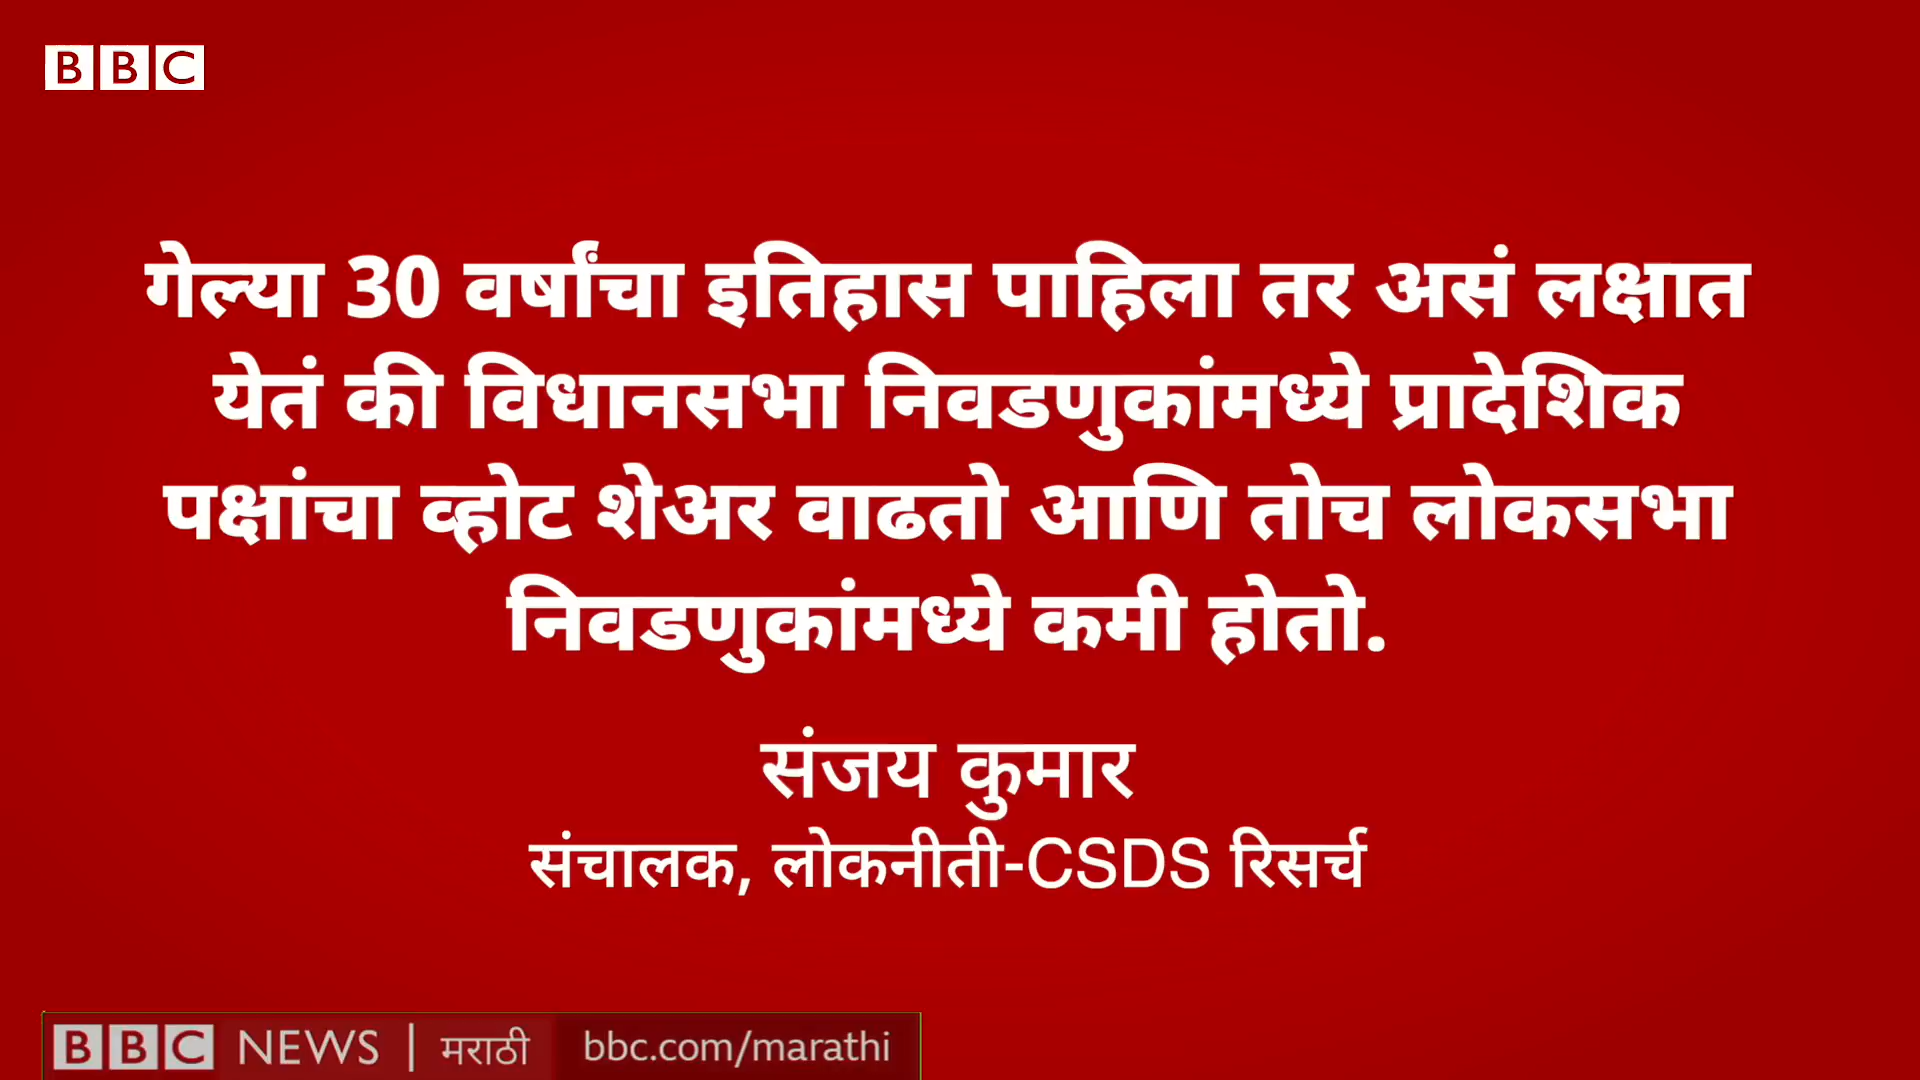 BBC
गेल्या 30 वर्षांचा इतिहास पाहिला तर असं लक्षात
येतं की विधानसभा निवडणुकांमध्ये प्रादेशिक
पक्षांचा व्होट शेअर वाढतो आणि तोच लोकसभा
निवडणुकांमध्ये कमी होतो.
संजय कुमार
संचालक, लोकनीती-CSDS रिसर्च
BBC NEWS | मराठी bbc.com/marathi